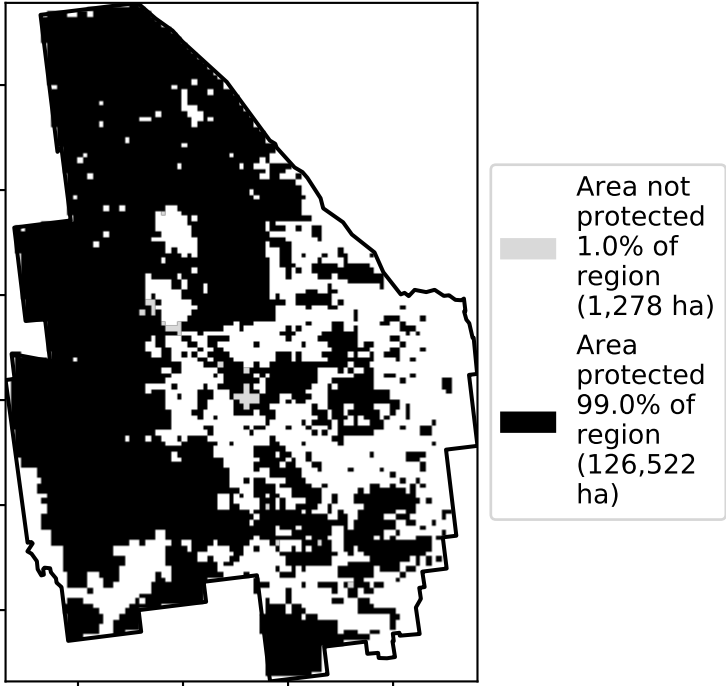 Area not
protected
1.0% of
region
(1,278 ha)
Area
protected
99.0% of
region
(126,522
ha)